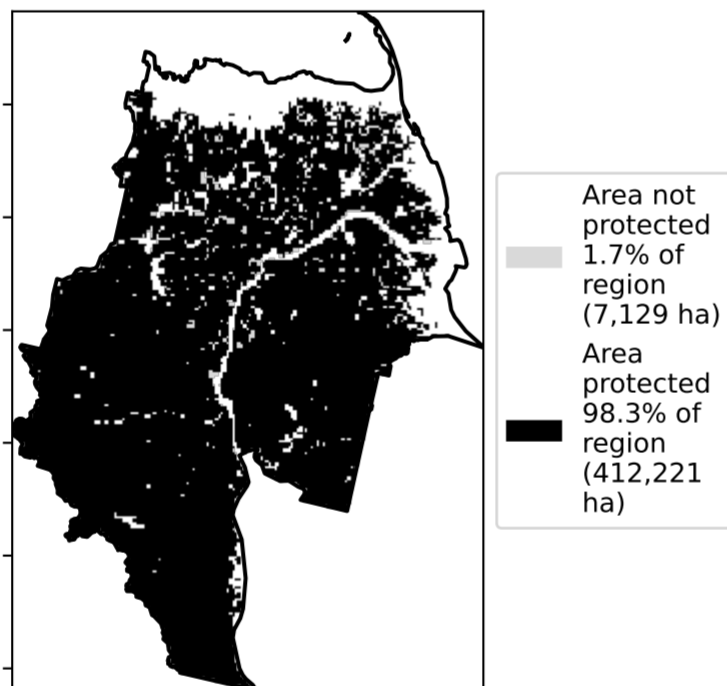 Area not
protected
1.7% of
region
(7,129 ha)
Area
protected
98.3% of
region
(412,221
ha)